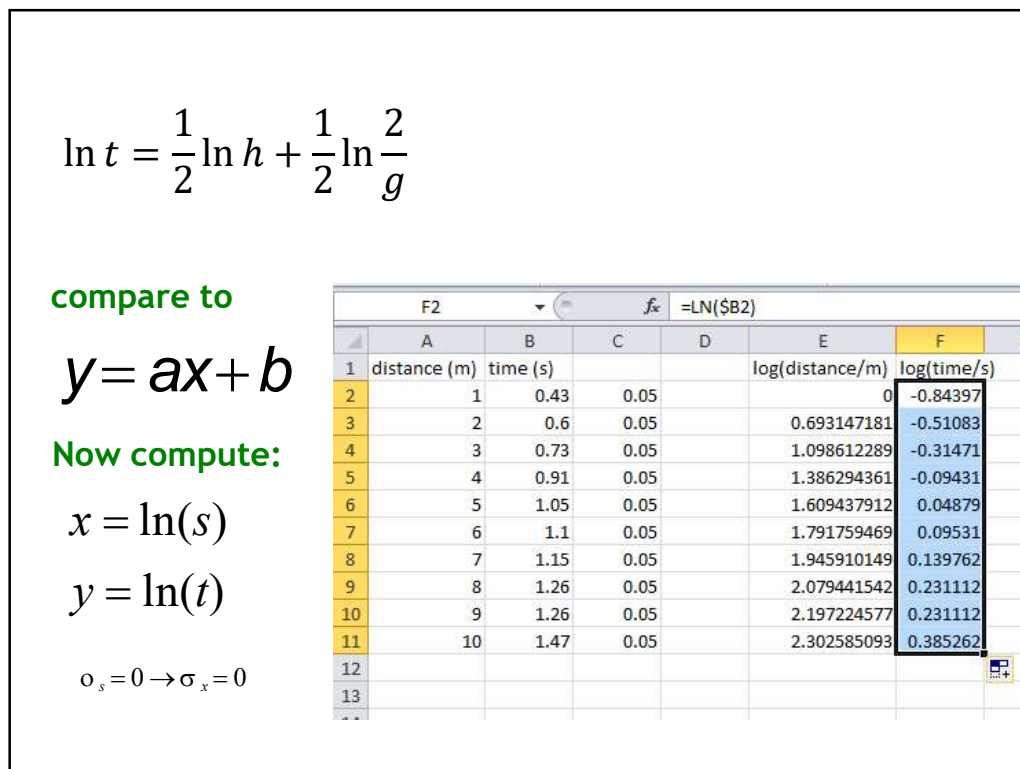 ln t = 1/2 ln h + 1/2 ln 2/g
compare to
y = ax + b
Now compute:
x = ln(s)
y = ln(t)
σ s = 0 → σ x = 0
F2 fx =LN($B2)
A B C D E F
1 distance (m) time (s) log(distance/m) log(time/s)
2 1 0.43 0.05 0 -0.84397
3 2 0.6 0.05 0.693147181 -0.51083
4 3 0.73 0.05 1.098612289 -0.31471
5 4 0.91 0.05 1.386294361 -0.09431
6 5 1.05 0.05 1.609437912 0.04879
7 6 1.1 0.05 1.791759469 0.09531
8 7 1.15 0.05 1.945910149 0.139762
9 8 1.26 0.05 2.079441542 0.231112
10 9 1.26 0.05 2.197224577 0.231112
11 10 1.47 0.05 2.302585093 0.385262
12
13